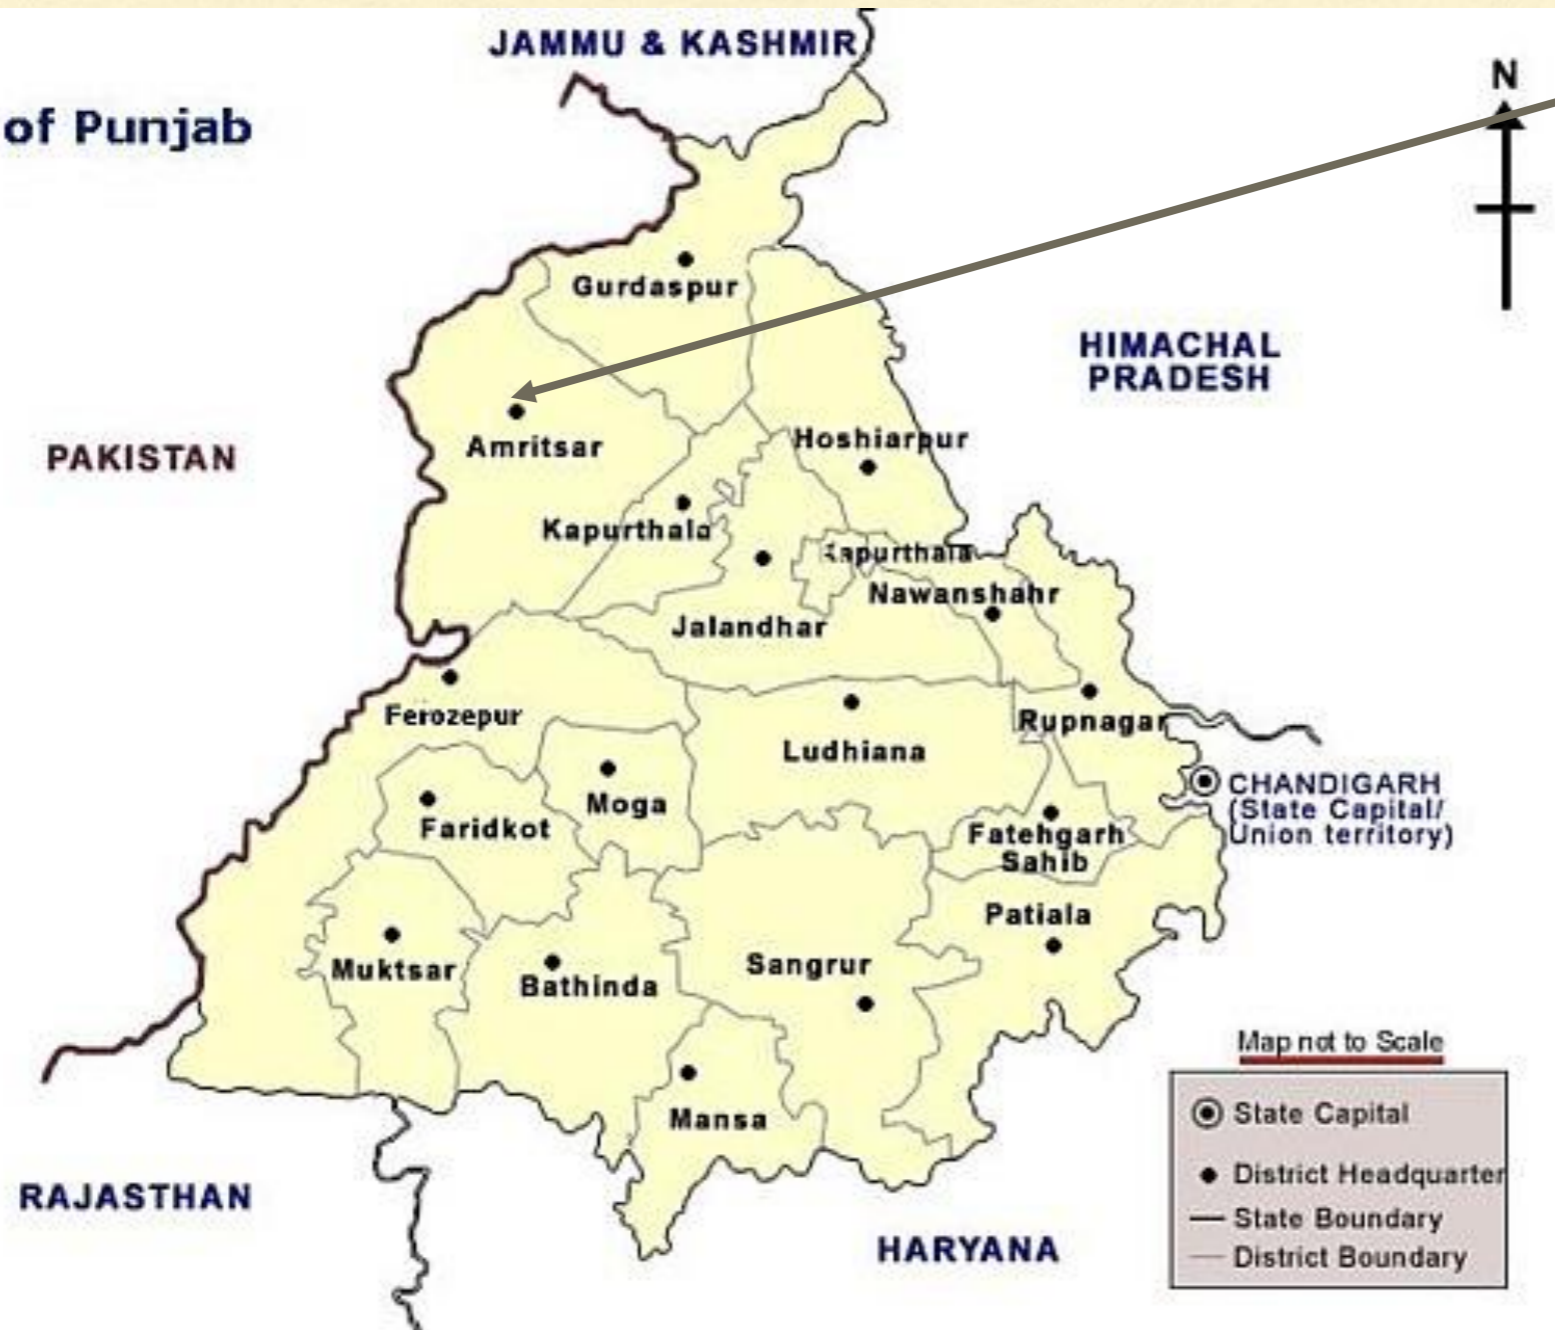 JAMMU & KASHMIR
N
of Punjab
Gurdaspur
HIMACHAL
PRADESH
PAKISTAN
Amritsar
Hoshiarpur
Kapurthala
Kapurthala
Nawanshahr
Jalandhar
Ferozepur
Rupnagar
Ludhiana
CHANDIGARH
(State Capital/
Union territory)
Moga
Faridkot
Fatehgarh
Sahib
Patiala
Muktsar
Bathinda
Sangrur
Mansa
Map not to Scale
State Capital
District Headquarter
State Boundary
District Boundary
RAJASTHAN
HARYANA